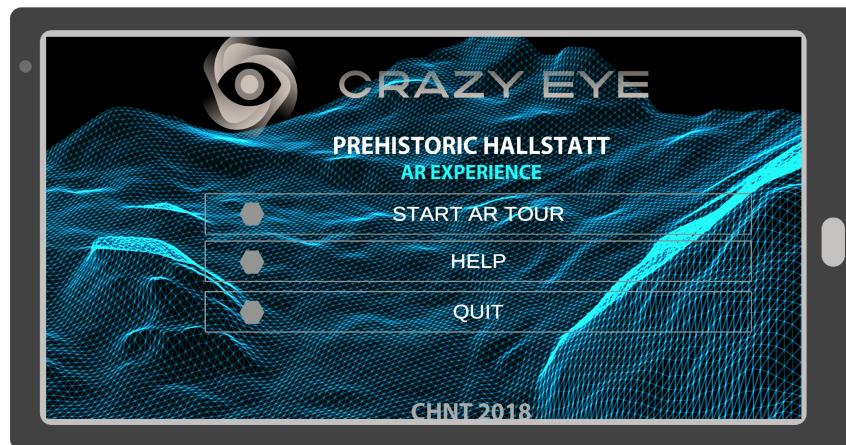 CRAZY EYE
PREHISTORIC HALLSTATT
AR EXPERIENCE
START AR TOUR
HELP
QUIT
CHNT 2018